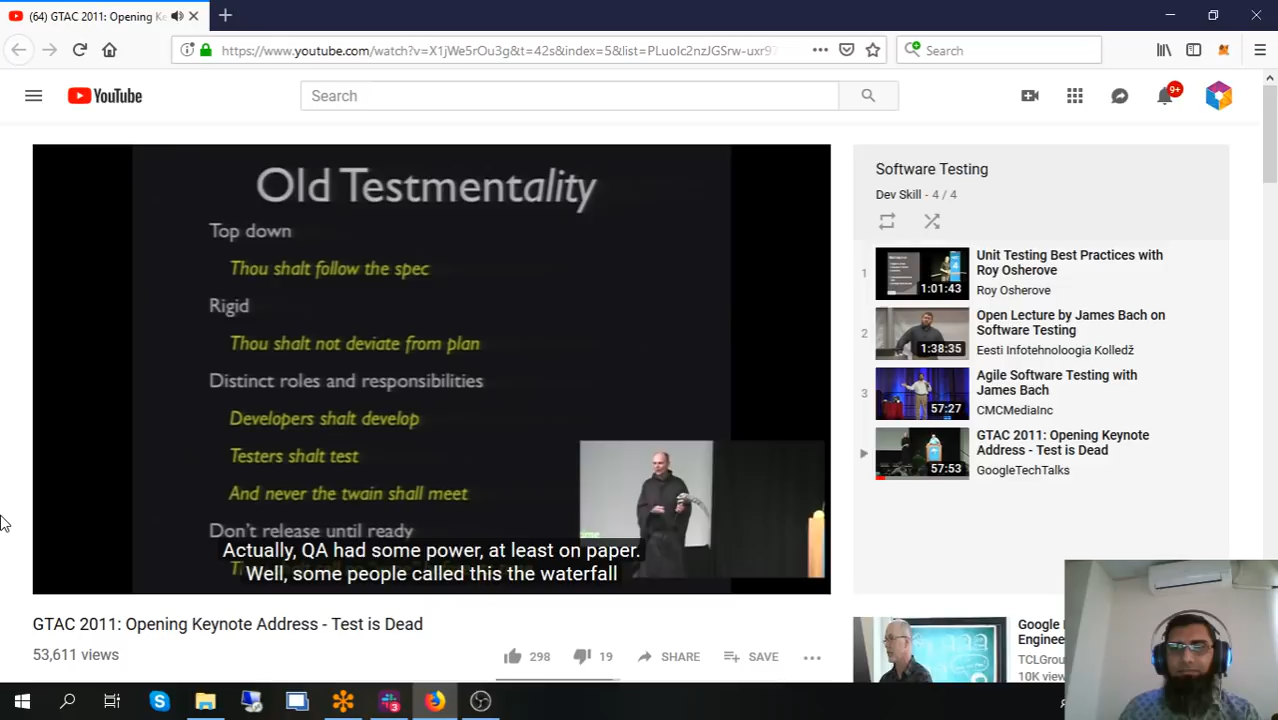 (64) GTAC 2011: Opening Ke
https://www.youtube.com/watch?v=X1jWe5rOu3g&t=42s&index=5&list=PLuoIc2nzJGSrw-uxr9
Search
YouTube
Search
9+
Old Testmentality
Top down
Thou shalt follow the spec
Rigid
Thou shalt not deviate from plan
Distinct roles and responsibilities
Developers shalt develop
Testers shalt test
And never the twain shall meet
Don't release until ready
Actually, QA had some power, at least on paper.
Well, some people called this the waterfall
GTAC 2011: Opening Keynote Address - Test is Dead
53,611 views
298
19
SHARE
SAVE
Software Testing
Dev Skill - 4 / 4
1
1:01:43
Unit Testing Best Practices with
Roy Osherove
Roy Osherove
2
1:38:35
Open Lecture by James Bach on
Software Testing
Eesti Infotehnoloogia Kolledž
3
57:27
Agile Software Testing with
James Bach
CMCMediaInc
57:53
GTAC 2011: Opening Keynote
Address - Test is Dead
GoogleTechTalks
Google
Engine
TCLGrou
10K view
3